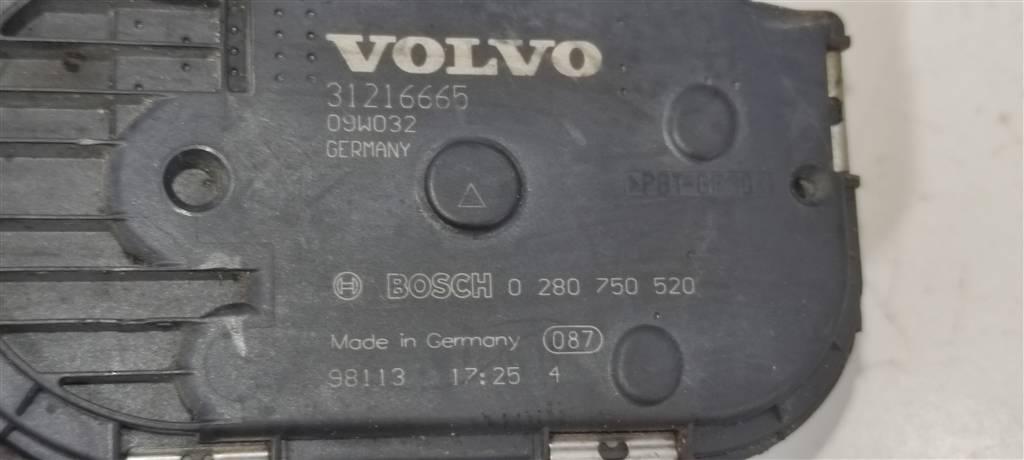 VOLVO
31216665
09W032
GERMANY
BOSCH 0 280 750 520
Made in Germany 087
98113 17:25 4